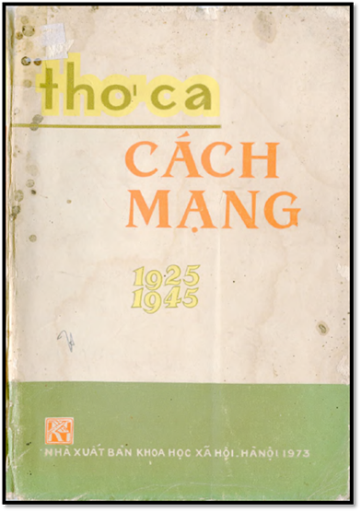 thơ ca
CÁCH
MẠNG
1925
1945
NHÀ XUẤT BẢN KHOA HỌC XÃ HỘI. HÀNỘI 1973